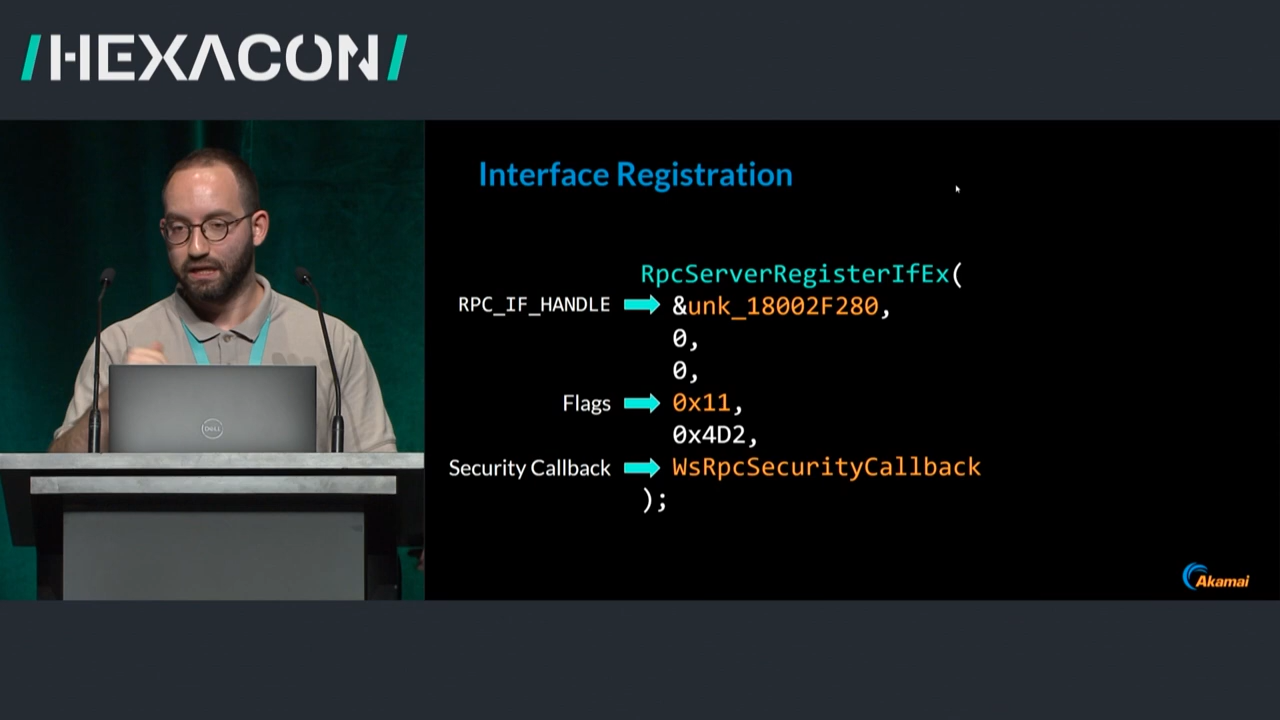 /HEXACON/
Interface Registration
RpcServerRegisterIfEx(
RPC_IF_HANDLE &unk_18002F280,
0,
0,
Flags 0x11,
0x4D2,
Security Callback WsRpcSecurityCallback
);
DELL
Akamai